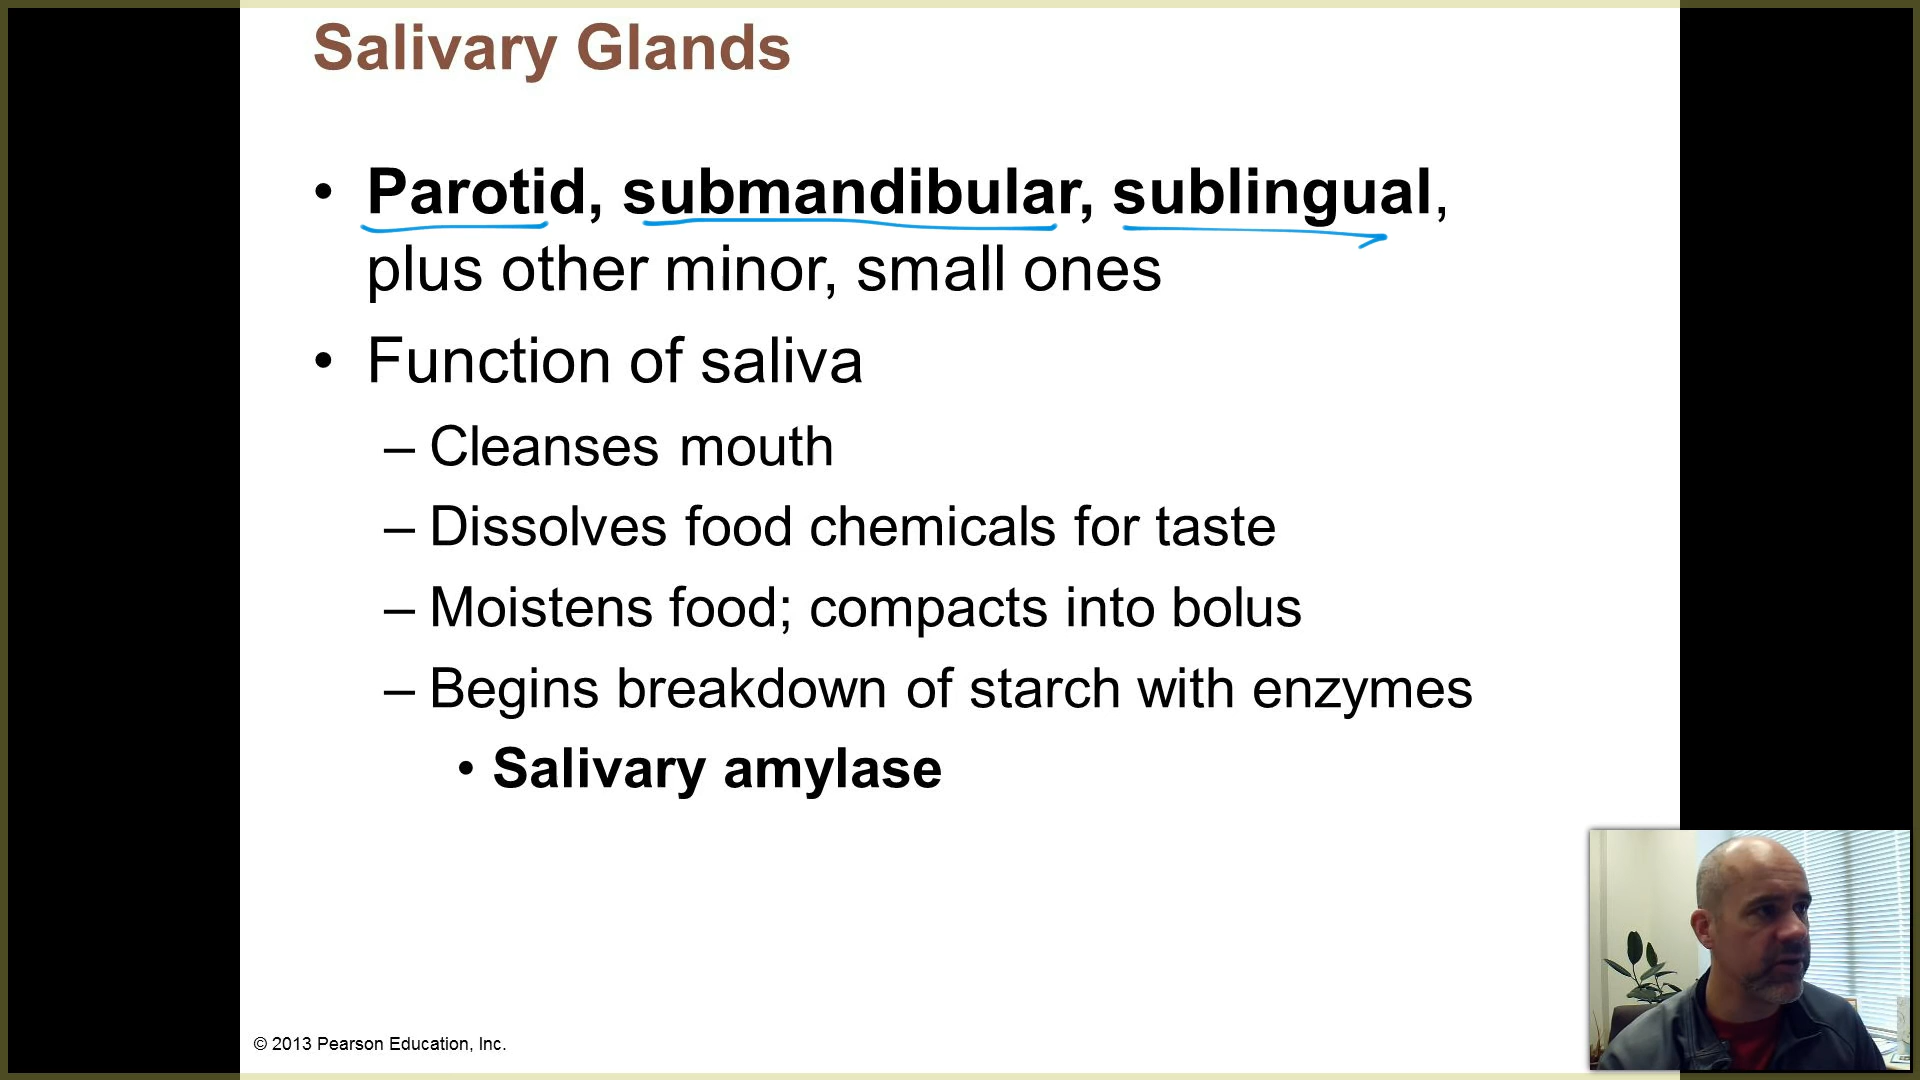 Salivary Glands
• Parotid, submandibular, sublingual,
plus other minor, small ones
• Function of saliva
– Cleanses mouth
– Dissolves food chemicals for taste
– Moistens food; compacts into bolus
– Begins breakdown of starch with enzymes
• Salivary amylase
© 2013 Pearson Education, Inc.